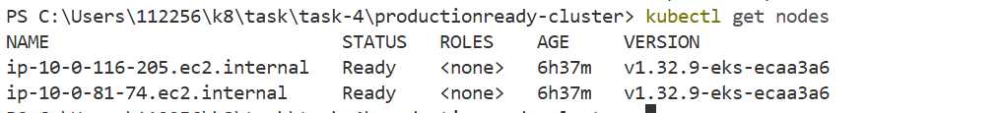 PS C:\Users\112256\k8\task\task-4\productionready-cluster> kubectl get nodes
NAME                          STATUS   ROLES    AGE     VERSION
ip-10-0-116-205.ec2.internal   Ready    <none>   6h37m   v1.32.9-eks-ecaa3a6
ip-10-0-81-74.ec2.internal     Ready    <none>   6h37m   v1.32.9-eks-ecaa3a6